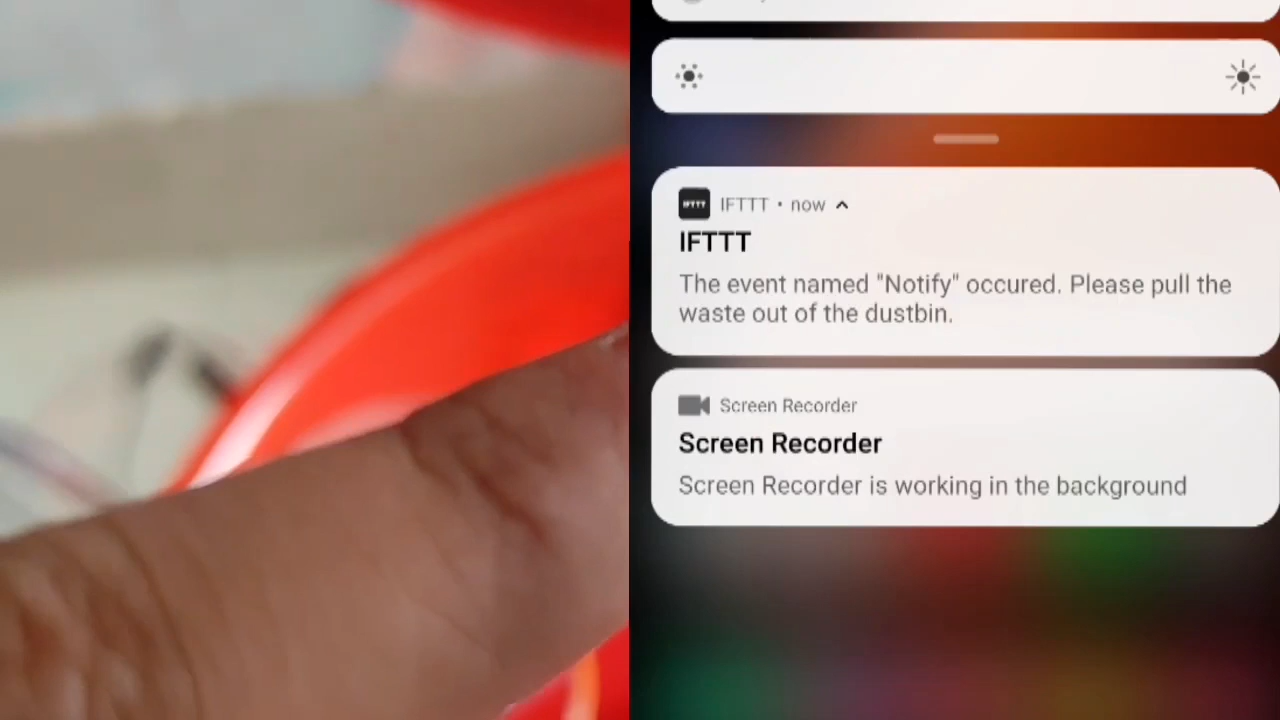 IFTTT • now
IFTTT
The event named "Notify" occured. Please pull the
waste out of the dustbin.
Screen Recorder
Screen Recorder
Screen Recorder is working in the background